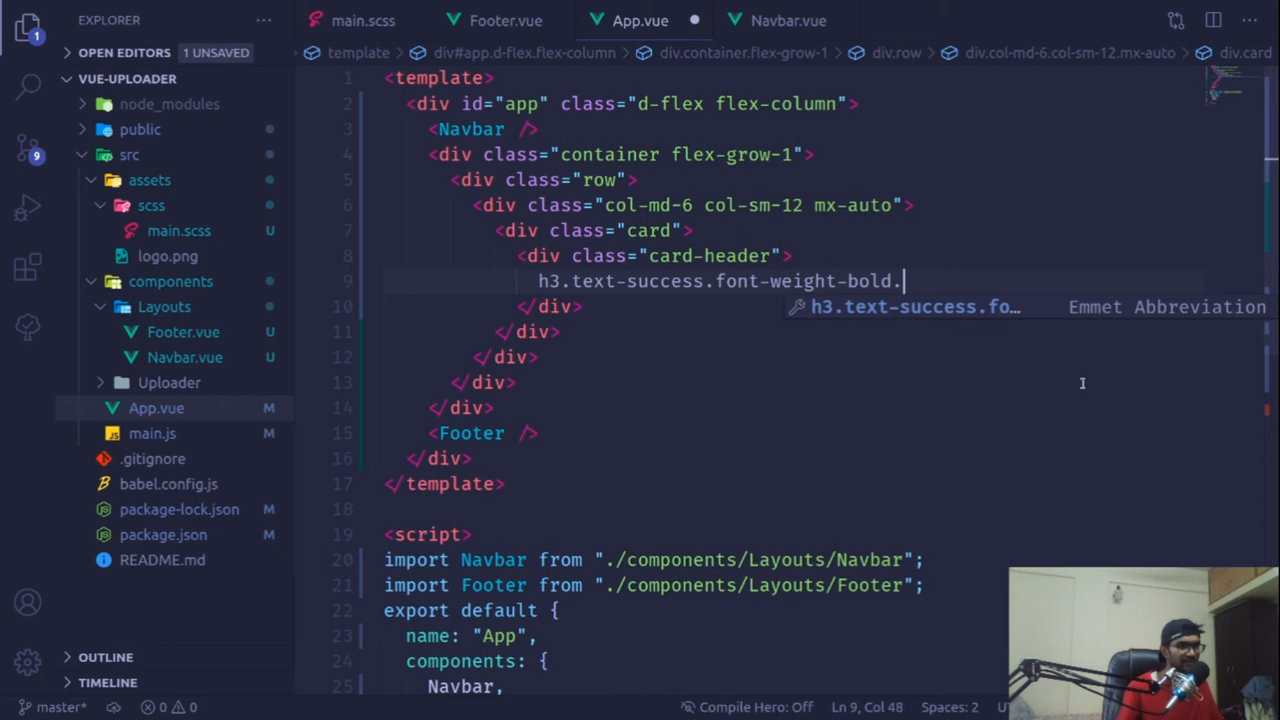 EXPLORER
main.scss
Footer.vue
App.vue
Navbar.vue
OPEN EDITORS 1 UNSAVED
template > div#app.d-flex.flex-column > div.container.flex-grow-1 > div.row > div.col-md-6.col-sm-12.mx-auto > div.card
VUE-UPLOADER
node_modules
public
src
assets
scss
main.scss U
logo.png
components
Layouts
Footer.vue U
Navbar.vue U
Uploader
App.vue M
main.js M
.gitignore
babel.config.js
package-lock.json M
package.json M
README.md
OUTLINE
TIMELINE
1
9
1 <template>
2 <div id="app" class="d-flex flex-column">
3 <Navbar />
4 <div class="container flex-grow-1">
5 <div class="row">
6 <div class="col-md-6 col-sm-12 mx-auto">
7 <div class="card">
8 <div class="card-header">
9 h3.text-success.font-weight-bold.
h3.text-success.fo… Emmet Abbreviation
10 </div>
11 </div>
12 </div>
13 </div>
14 </div>
15 <Footer />
16 </div>
17 </template>
18
19 <script>
20 import Navbar from "./components/Layouts/Navbar";
21 import Footer from "./components/Layouts/Footer";
22 export default {
23 name: "App",
24 components: {
25 Navbar,
master* 0 0 Compile Hero: Off Ln 9, Col 48 Spaces: 2